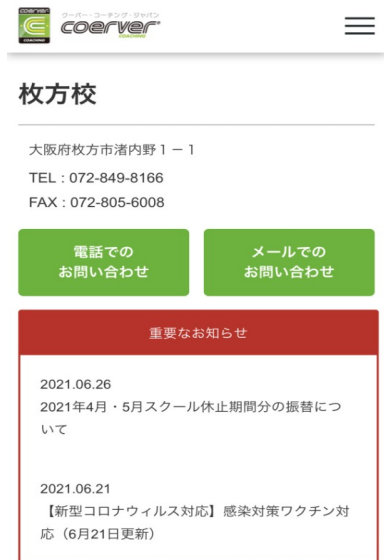 coerver
COACHING
クーバー・コーチング・ジャパン
coerver
COACHING
枚方校
大阪府枚方市渚内野１－１
TEL : 072-849-8166
FAX : 072-805-6008
電話での
お問い合わせ
メールでの
お問い合わせ
重要なお知らせ
2021.06.26
2021年4月・5月スクール休止期間分の振替につ
いて
2021.06.21
【新型コロナウィルス対応】感染対策ワクチン対
応（6月21日更新）